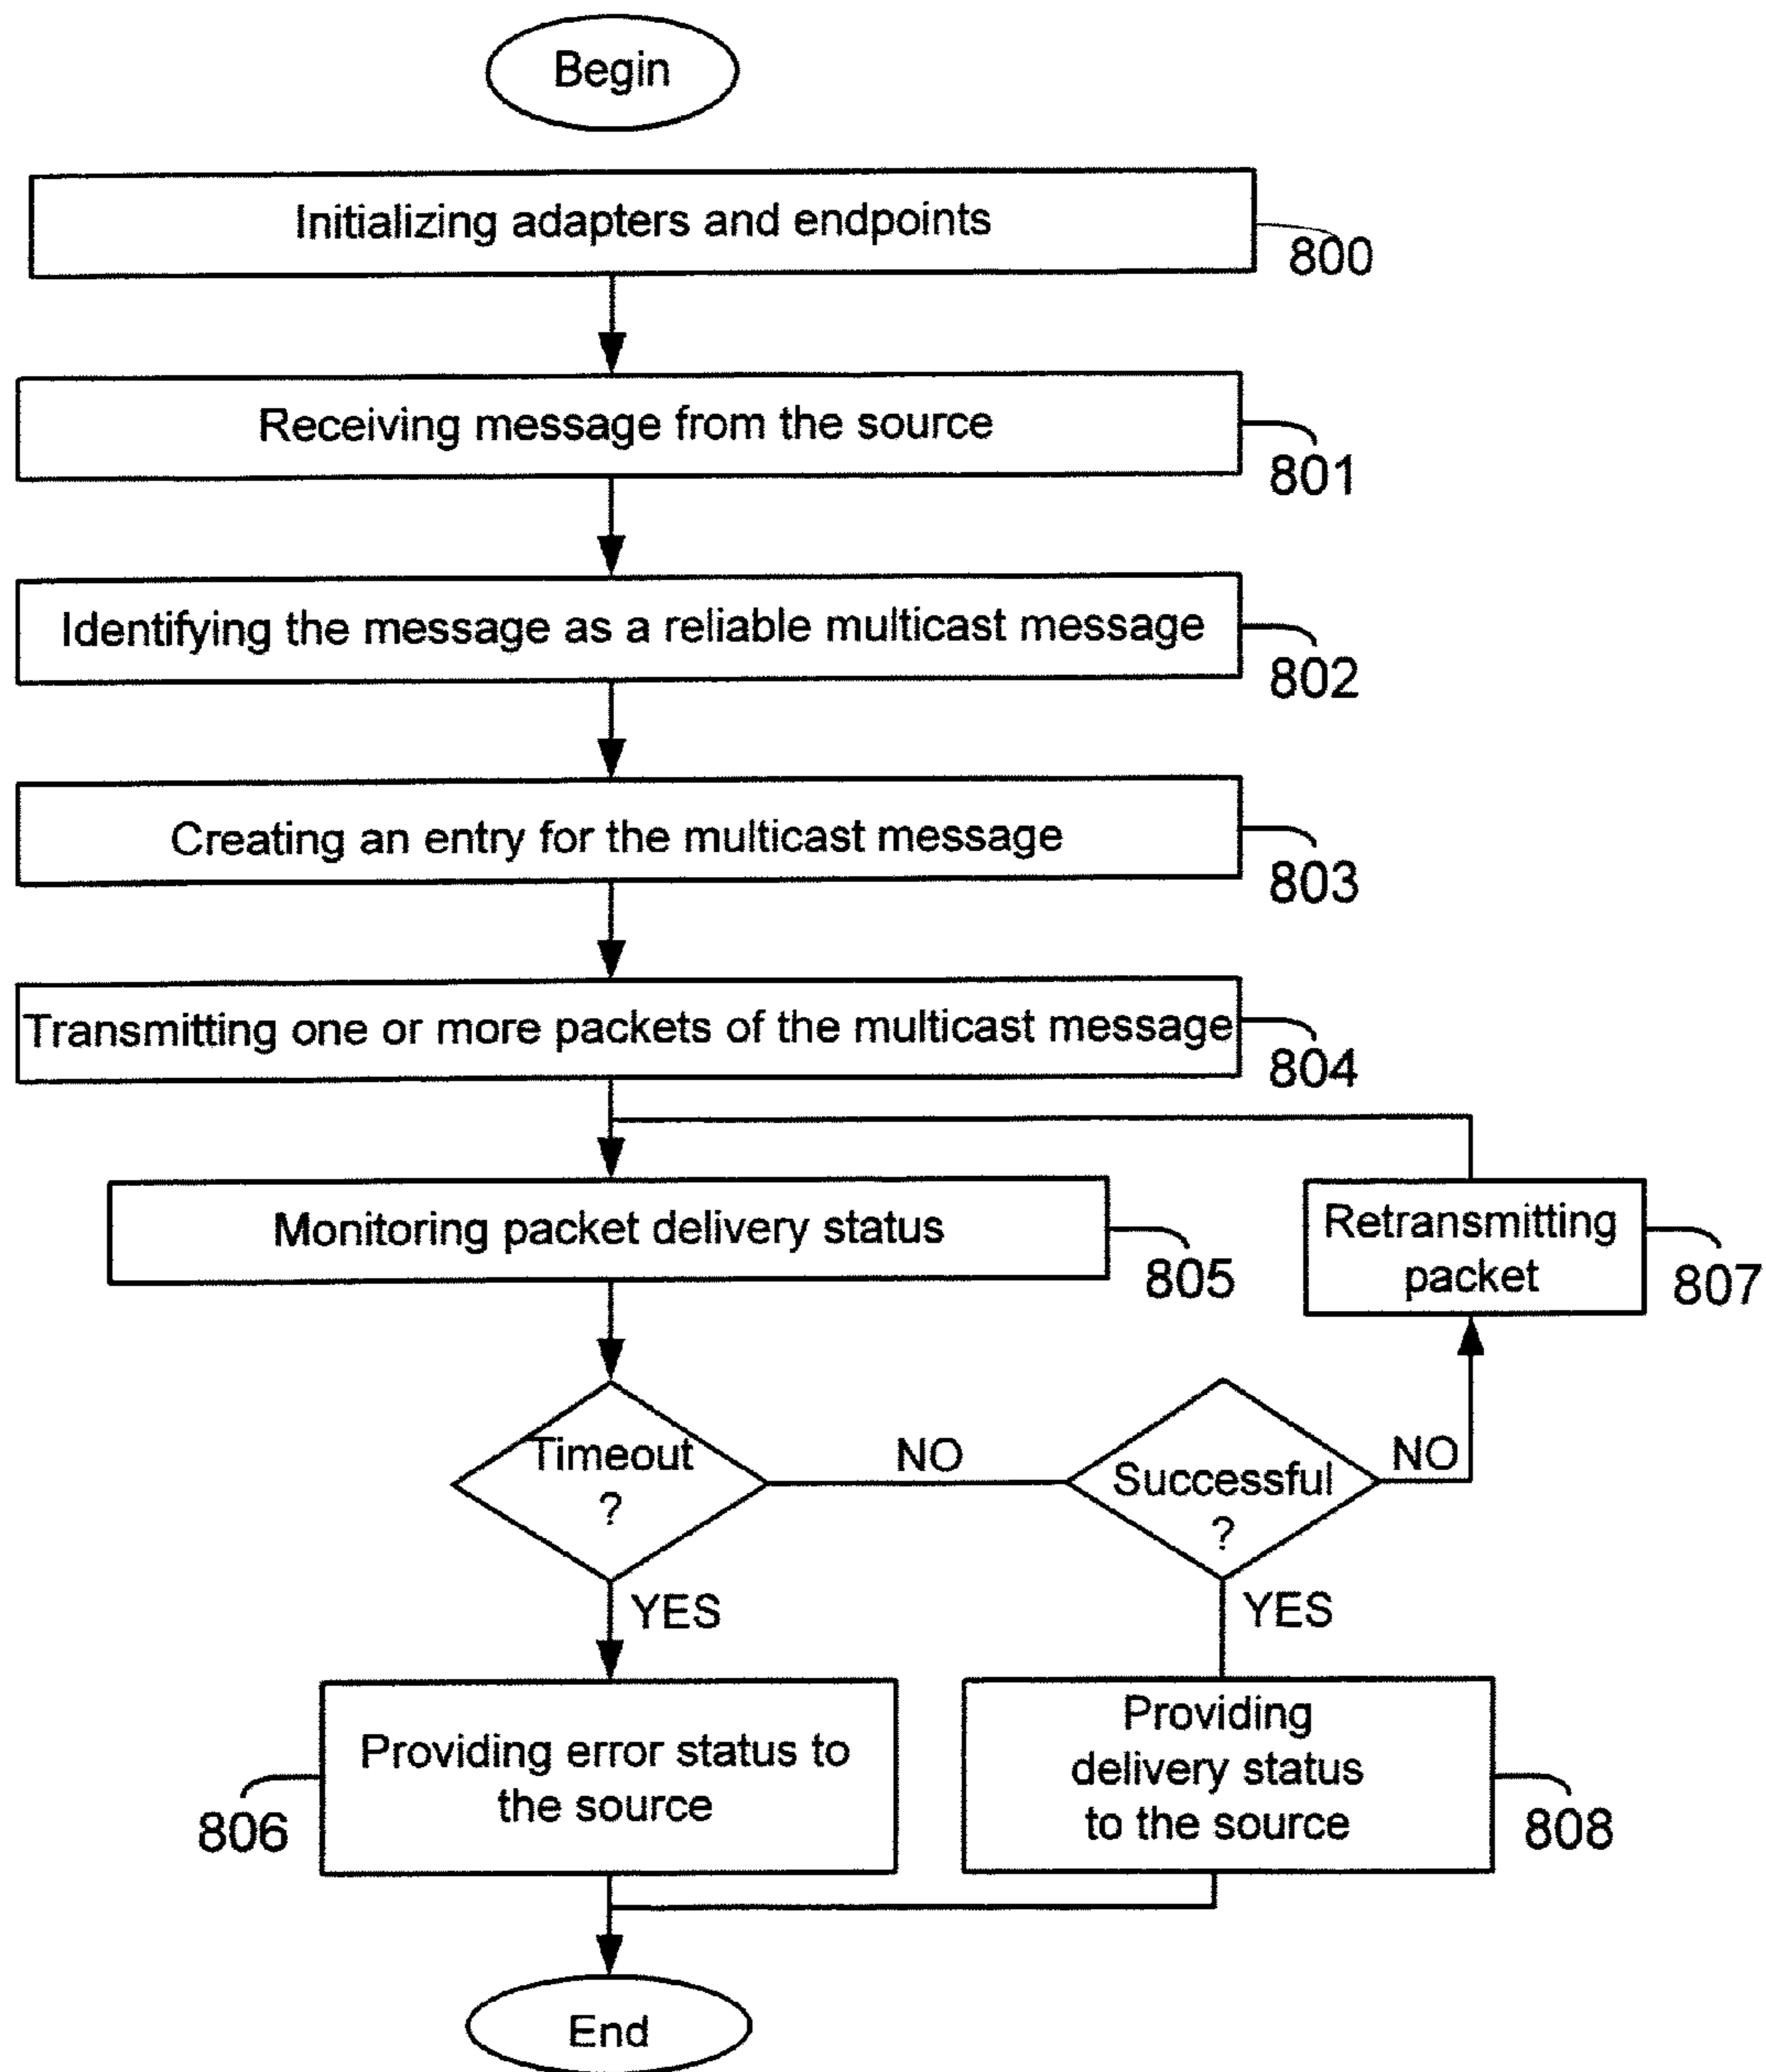 Begin
Initializing adapters and endpoints
800
Receiving message from the source
801
Identifying the message as a reliable multicast message
802
Creating an entry for the multicast message
803
Transmitting one or more packets of the multicast message
804
Monitoring packet delivery status
805
Retransmitting
packet
807
Timeout
?
NO
Successful
?
NO
YES
YES
Providing error status to
the source
806
Providing
delivery status
to the source
808
End